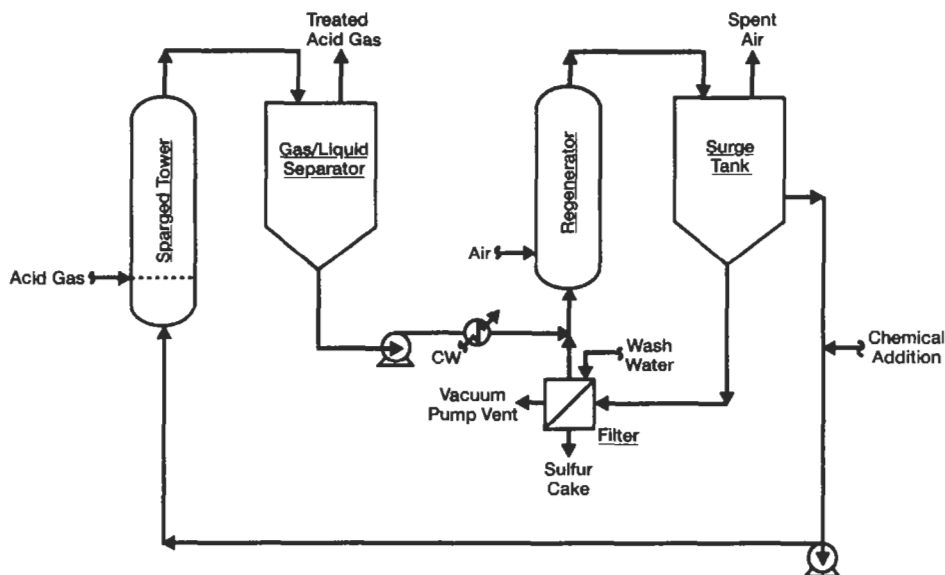 Treated
Acid Gas
Spent
Air
Sparged Tower
Gas/Liquid
Separator
Regenerator
Surge
Tank
Acid Gas
Air
CW
Wash
Water
Chemical
Addition
Vacuum
Pump Vent
Filter
Sulfur
Cake